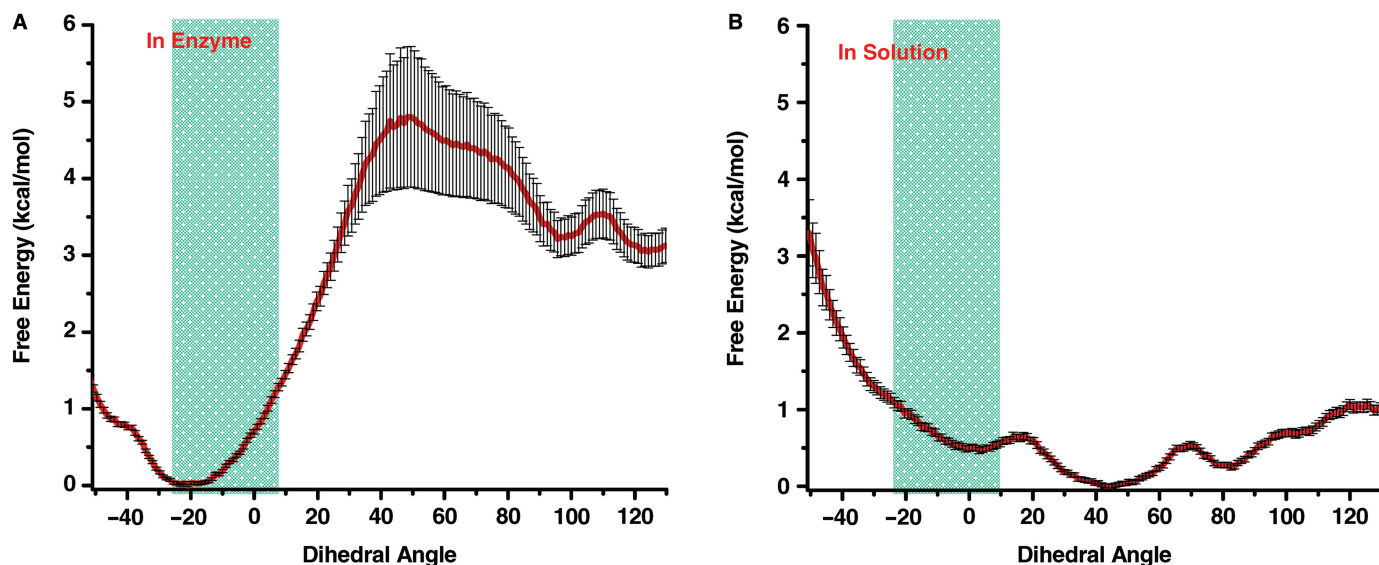 A
In Enzyme
Free Energy (kcal/mol)
6
5
4
3
2
1
0
−40 −20 0 20 40 60 80 100 120
Dihedral Angle
B
In Solution
Free Energy (kcal/mol)
6
5
4
3
2
1
0
−40 −20 0 20 40 60 80 100 120
Dihedral Angle